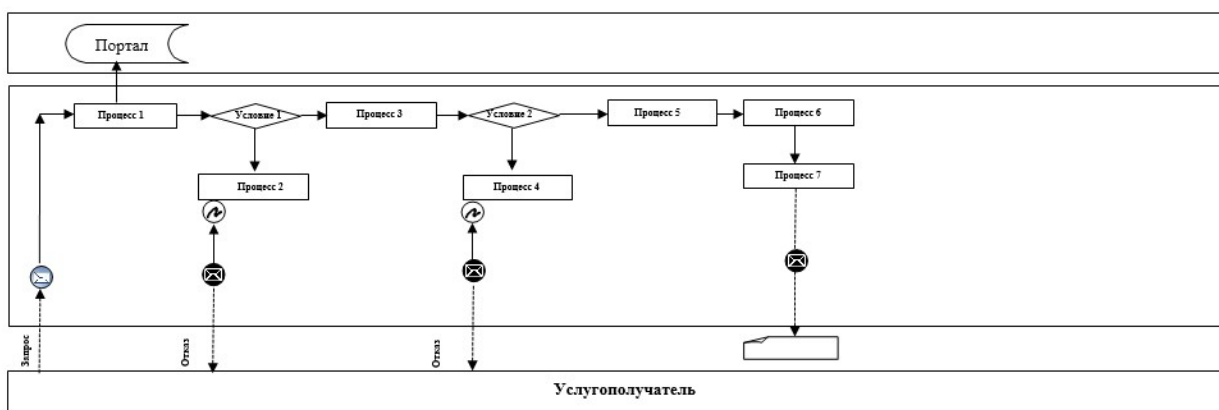 Портал
Процесс 1
Условие 1
Процесс 3
Условие 2
Процесс 5
Процесс 6
Процесс 2
Процесс 4
Процесс 7
Запрос
Отказ
Отказ
Услугополучатель